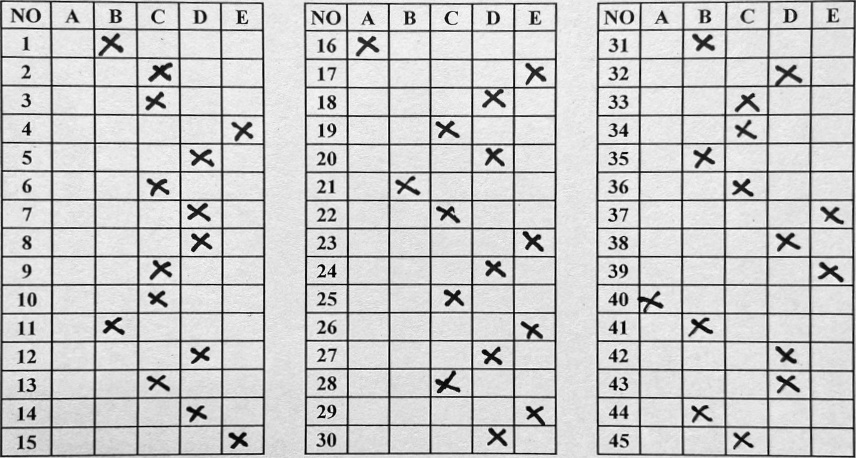 NO A B C D E NO A B C D E NO A B C D E
1 X 16 X 31 X
2 X 17 X 32 X
3 X 18 X 33 X
4 X 19 X 34 X
5 X 20 X 35 X
6 X 21 X 36 X
7 X 22 X 37 X
8 X 23 X 38 X
9 X 24 X 39 X
10 X 25 X 40 X
11 X 26 X 41 X
12 X 27 X 42 X
13 X 28 X 43 X
14 X 29 X 44 X
15 X 30 X 45 X